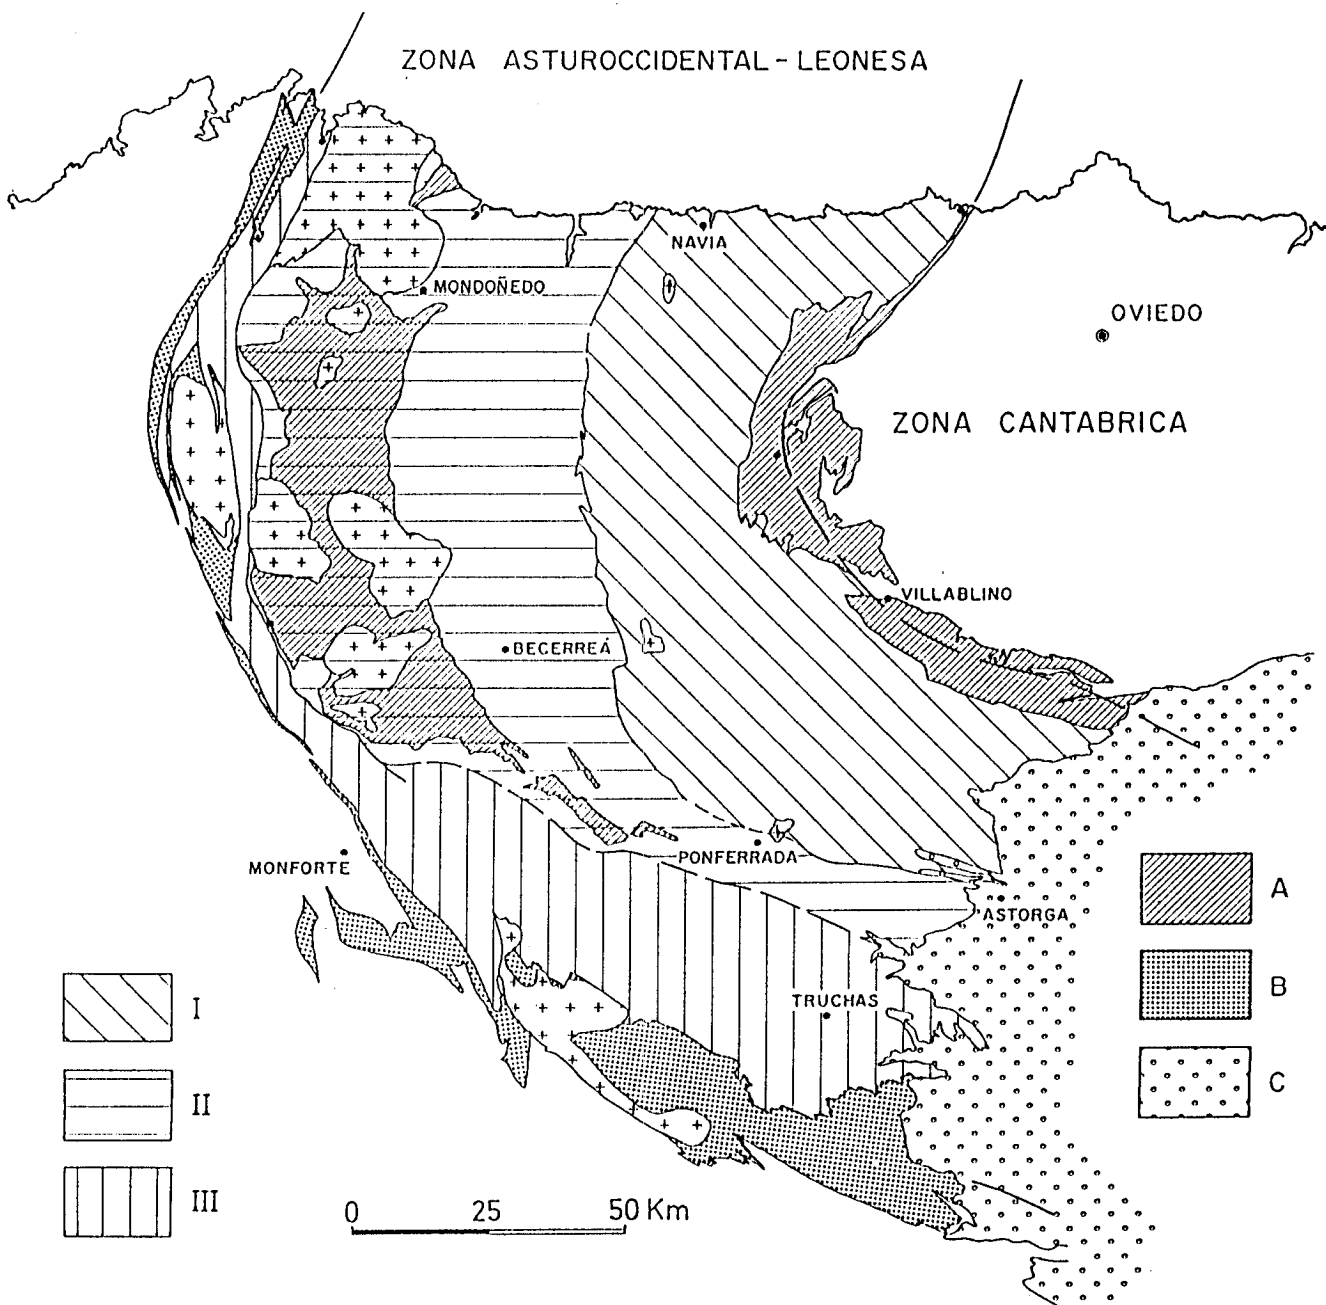 ZONA ASTUROCCIDENTAL - LEONESA
NAVIA
MONDOÑEDO
OVIEDO
ZONA CANTABRICA
VILLABLINO
BECERREÁ
PONFERRADA
MONFORTE
ASTORGA
TRUCHAS
A
B
C
I
II
III
0 25 50 Km